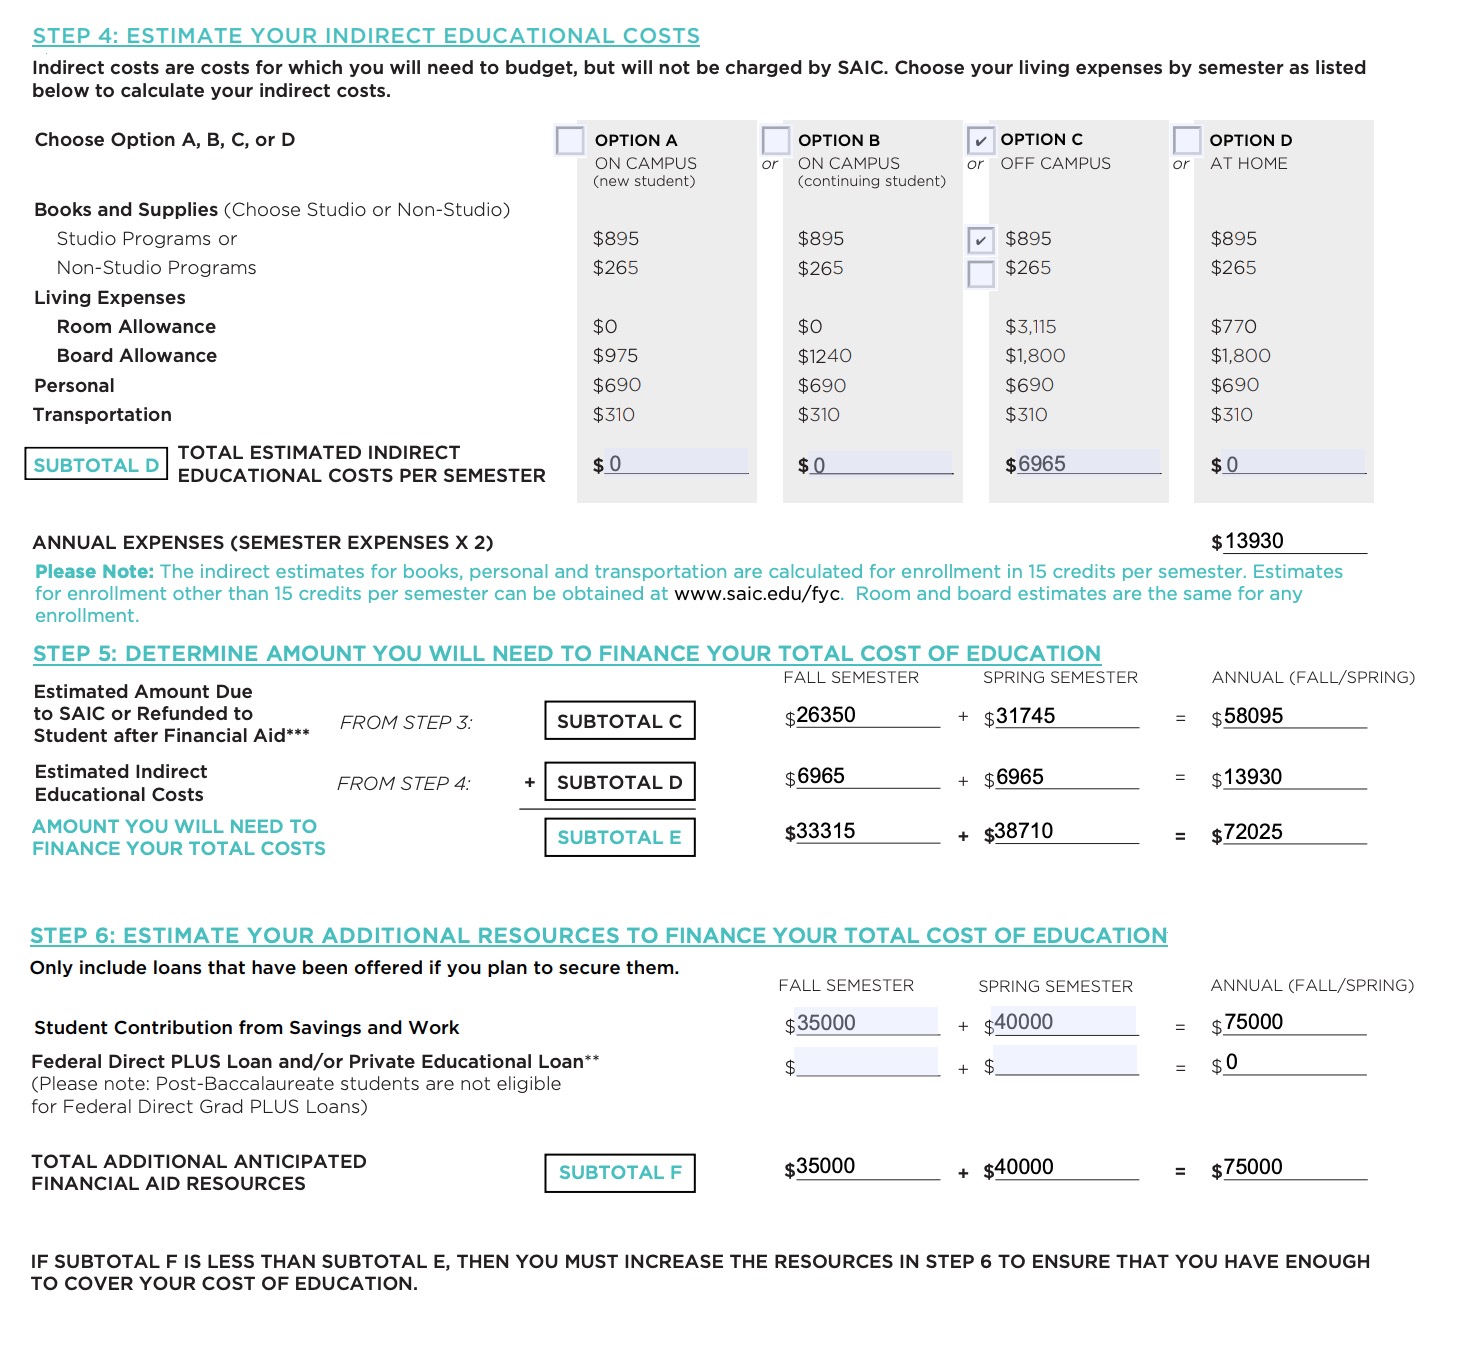 STEP 4: ESTIMATE YOUR INDIRECT EDUCATIONAL COSTS
Indirect costs are costs for which you will need to budget, but will not be charged by SAIC. Choose your living expenses by semester as listed
below to calculate your indirect costs.
Choose Option A, B, C, or D OPTION A OPTION B ✔ OPTION C OPTION D
ON CAMPUS or ON CAMPUS or OFF CAMPUS or AT HOME
(new student) (continuing student)
Books and Supplies (Choose Studio or Non-Studio)
Studio Programs or $895 $895 ✔ $895 $895
Non-Studio Programs $265 $265 $265 $265
Living Expenses
Room Allowance $0 $0 $3,115 $770
Board Allowance $975 $1240 $1,800 $1,800
Personal $690 $690 $690 $690
Transportation $310 $310 $310 $310
SUBTOTAL D TOTAL ESTIMATED INDIRECT
EDUCATIONAL COSTS PER SEMESTER $ 0 $ 0 $ 6965 $ 0
ANNUAL EXPENSES (SEMESTER EXPENSES X 2) $ 13930
Please Note: The indirect estimates for books, personal and transportation are calculated for enrollment in 15 credits per semester. Estimates
for enrollment other than 15 credits per semester can be obtained at www.saic.edu/fyc. Room and board estimates are the same for any
enrollment.
STEP 5: DETERMINE AMOUNT YOU WILL NEED TO FINANCE YOUR TOTAL COST OF EDUCATION
FALL SEMESTER SPRING SEMESTER ANNUAL (FALL/SPRING)
Estimated Amount Due
to SAIC or Refunded to
Student after Financial Aid*** FROM STEP 3: SUBTOTAL C $ 26350 + $ 31745 = $ 58095
Estimated Indirect
Educational Costs FROM STEP 4: + SUBTOTAL D $ 6965 + $ 6965 = $ 13930
AMOUNT YOU WILL NEED TO
FINANCE YOUR TOTAL COSTS SUBTOTAL E $ 33315 + $ 38710 = $ 72025
STEP 6: ESTIMATE YOUR ADDITIONAL RESOURCES TO FINANCE YOUR TOTAL COST OF EDUCATION
Only include loans that have been offered if you plan to secure them.
FALL SEMESTER SPRING SEMESTER ANNUAL (FALL/SPRING)
Student Contribution from Savings and Work $ 35000 + $ 40000 = $ 75000
Federal Direct PLUS Loan and/or Private Educational Loan** $ + $ = $ 0
(Please note: Post-Baccalaureate students are not eligible
for Federal Direct Grad PLUS Loans)
TOTAL ADDITIONAL ANTICIPATED
FINANCIAL AID RESOURCES SUBTOTAL F $ 35000 + $ 40000 = $ 75000
IF SUBTOTAL F IS LESS THAN SUBTOTAL E, THEN YOU MUST INCREASE THE RESOURCES IN STEP 6 TO ENSURE THAT YOU HAVE ENOUGH
TO COVER YOUR COST OF EDUCATION.